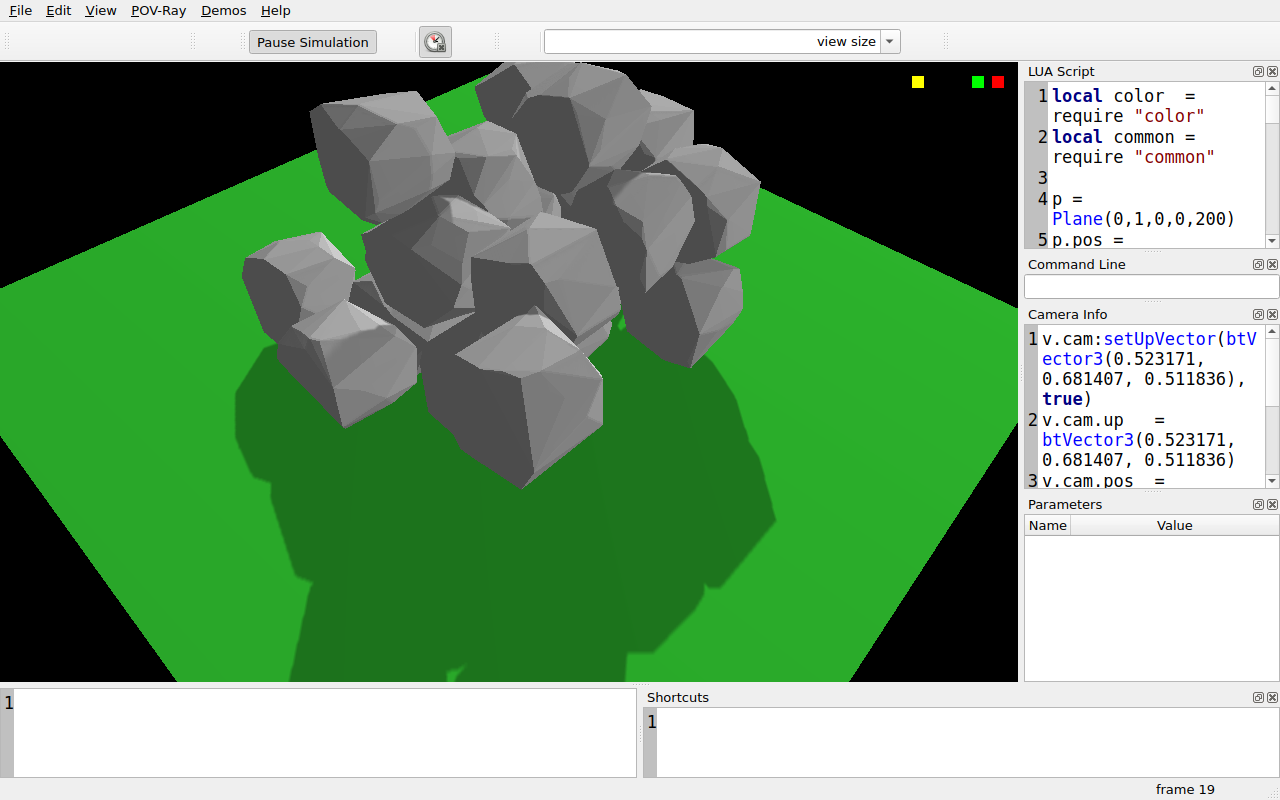 File Edit View POV-Ray Demos Help
Pause Simulation
view size
LUA Script
1 local color  =
require "color"
2 local common =
require "common"
3
4 p =
Plane(0,1,0,0,200)
5 p.pos =
Command Line
Camera Info
1 v.cam:setUpVector(btV
ector3(0.523171,
0.681407, 0.511836),
true)
2 v.cam.up   =
btVector3(0.523171,
0.681407, 0.511836)
3 v.cam.pos  =
Parameters
Name Value
1
Shortcuts
1
frame 19